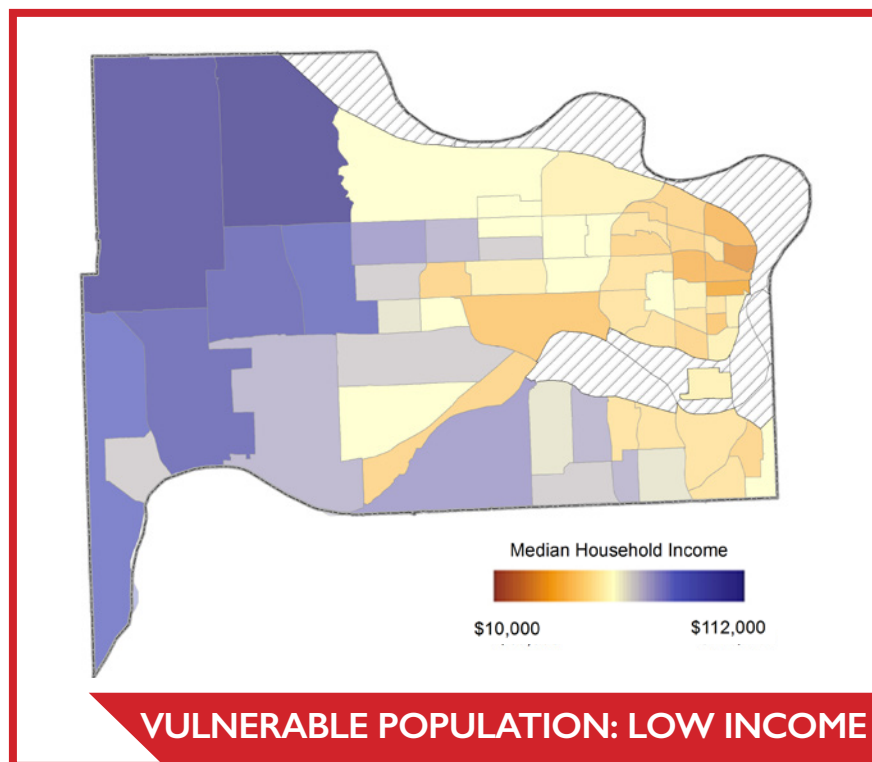 Median Household Income
$10,000 $112,000
VULNERABLE POPULATION: LOW INCOME